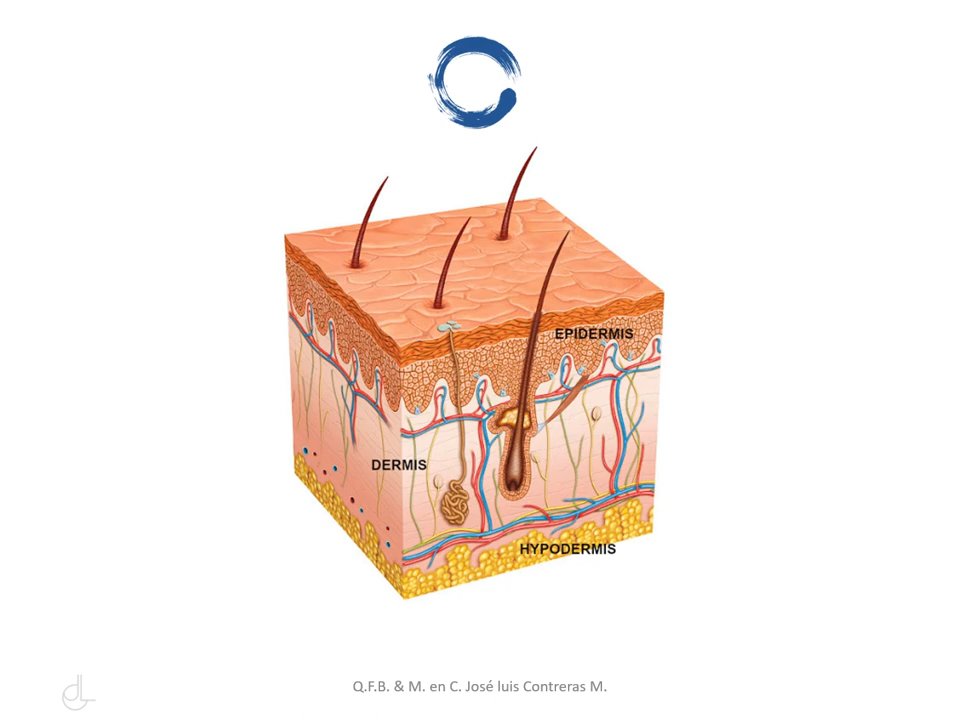 EPIDERMIS
DERMIS
HYPODERMIS
Q.F.B. & M. en C. José luis Contreras M.